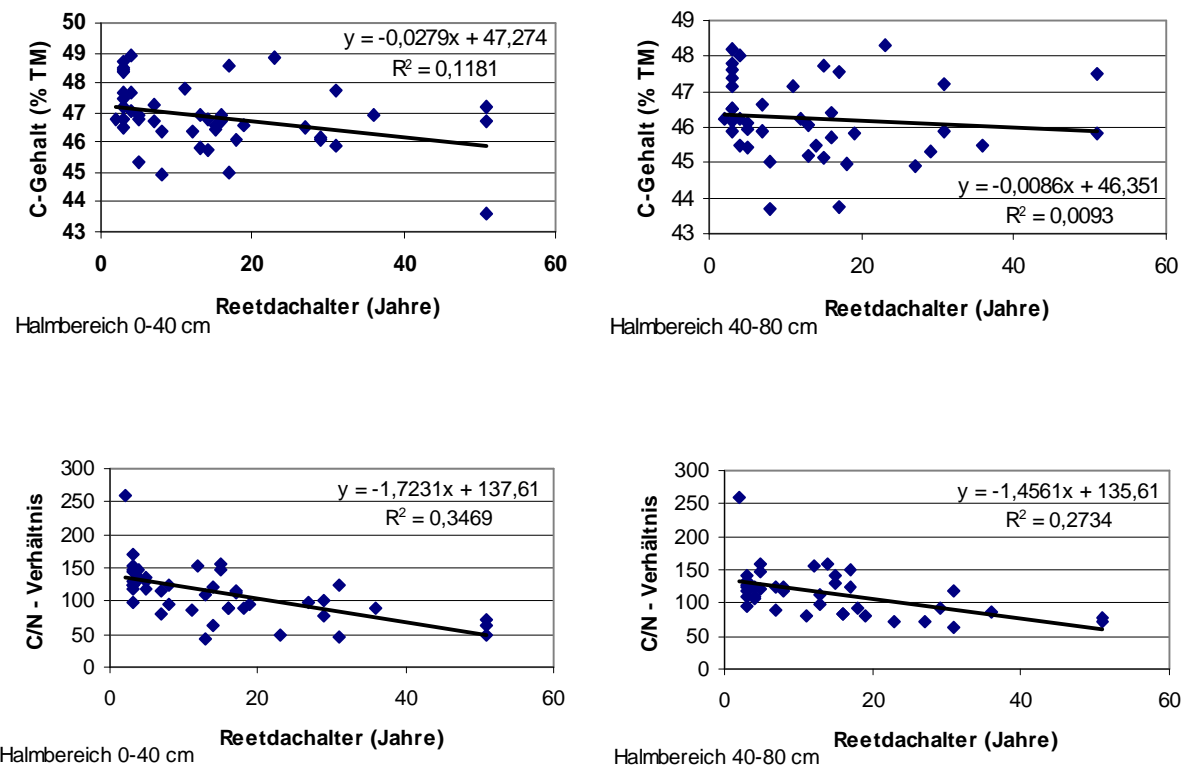 50
49
48
47
46
45
44
43
C-Gehalt (% TM)
y = -0,0279x + 47,274
R² = 0,1181
0 20 40 60
Reetdachalter (Jahre)
Halmbereich 0-40 cm
49
48
47
46
45
44
43
C-Gehalt (% TM)
y = -0,0086x + 46,351
R² = 0,0093
0 20 40 60
Reetdachalter (Jahre)
Halmbereich 40-80 cm
300
250
200
150
100
50
0
C/N - Verhältnis
y = -1,7231x + 137,61
R² = 0,3469
0 20 40 60
Reetdachalter (Jahre)
Halmbereich 0-40 cm
300
250
200
150
100
50
0
C/N - Verhältnis
y = -1,4561x + 135,61
R² = 0,2734
0 20 40 60
Reetdachalter (Jahre)
Halmbereich 40-80 cm